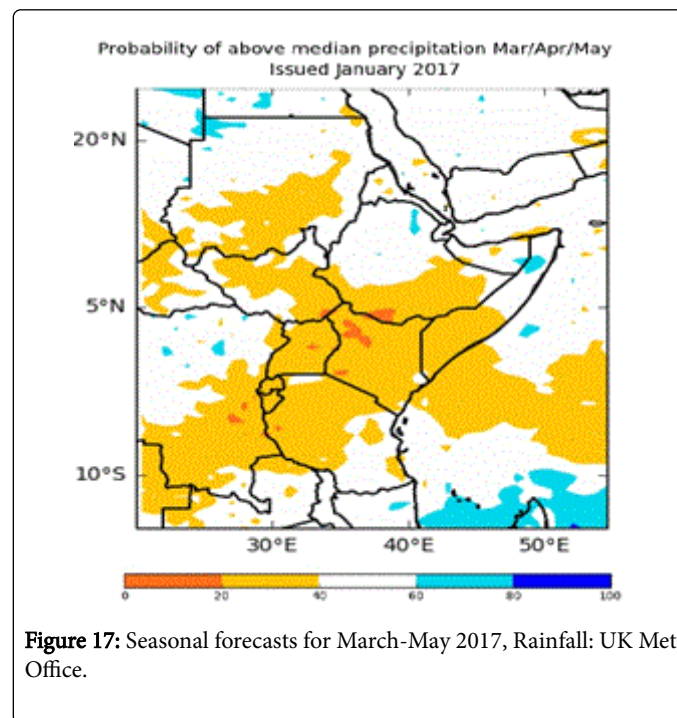 Probability of above median precipitation Mar/Apr/May
Issued January 2017
20°N
5°N
10°S
30°E 40°E 50°E
0 20 40 60 80 100
Figure 17: Seasonal forecasts for March-May 2017, Rainfall: UK Met
Office.